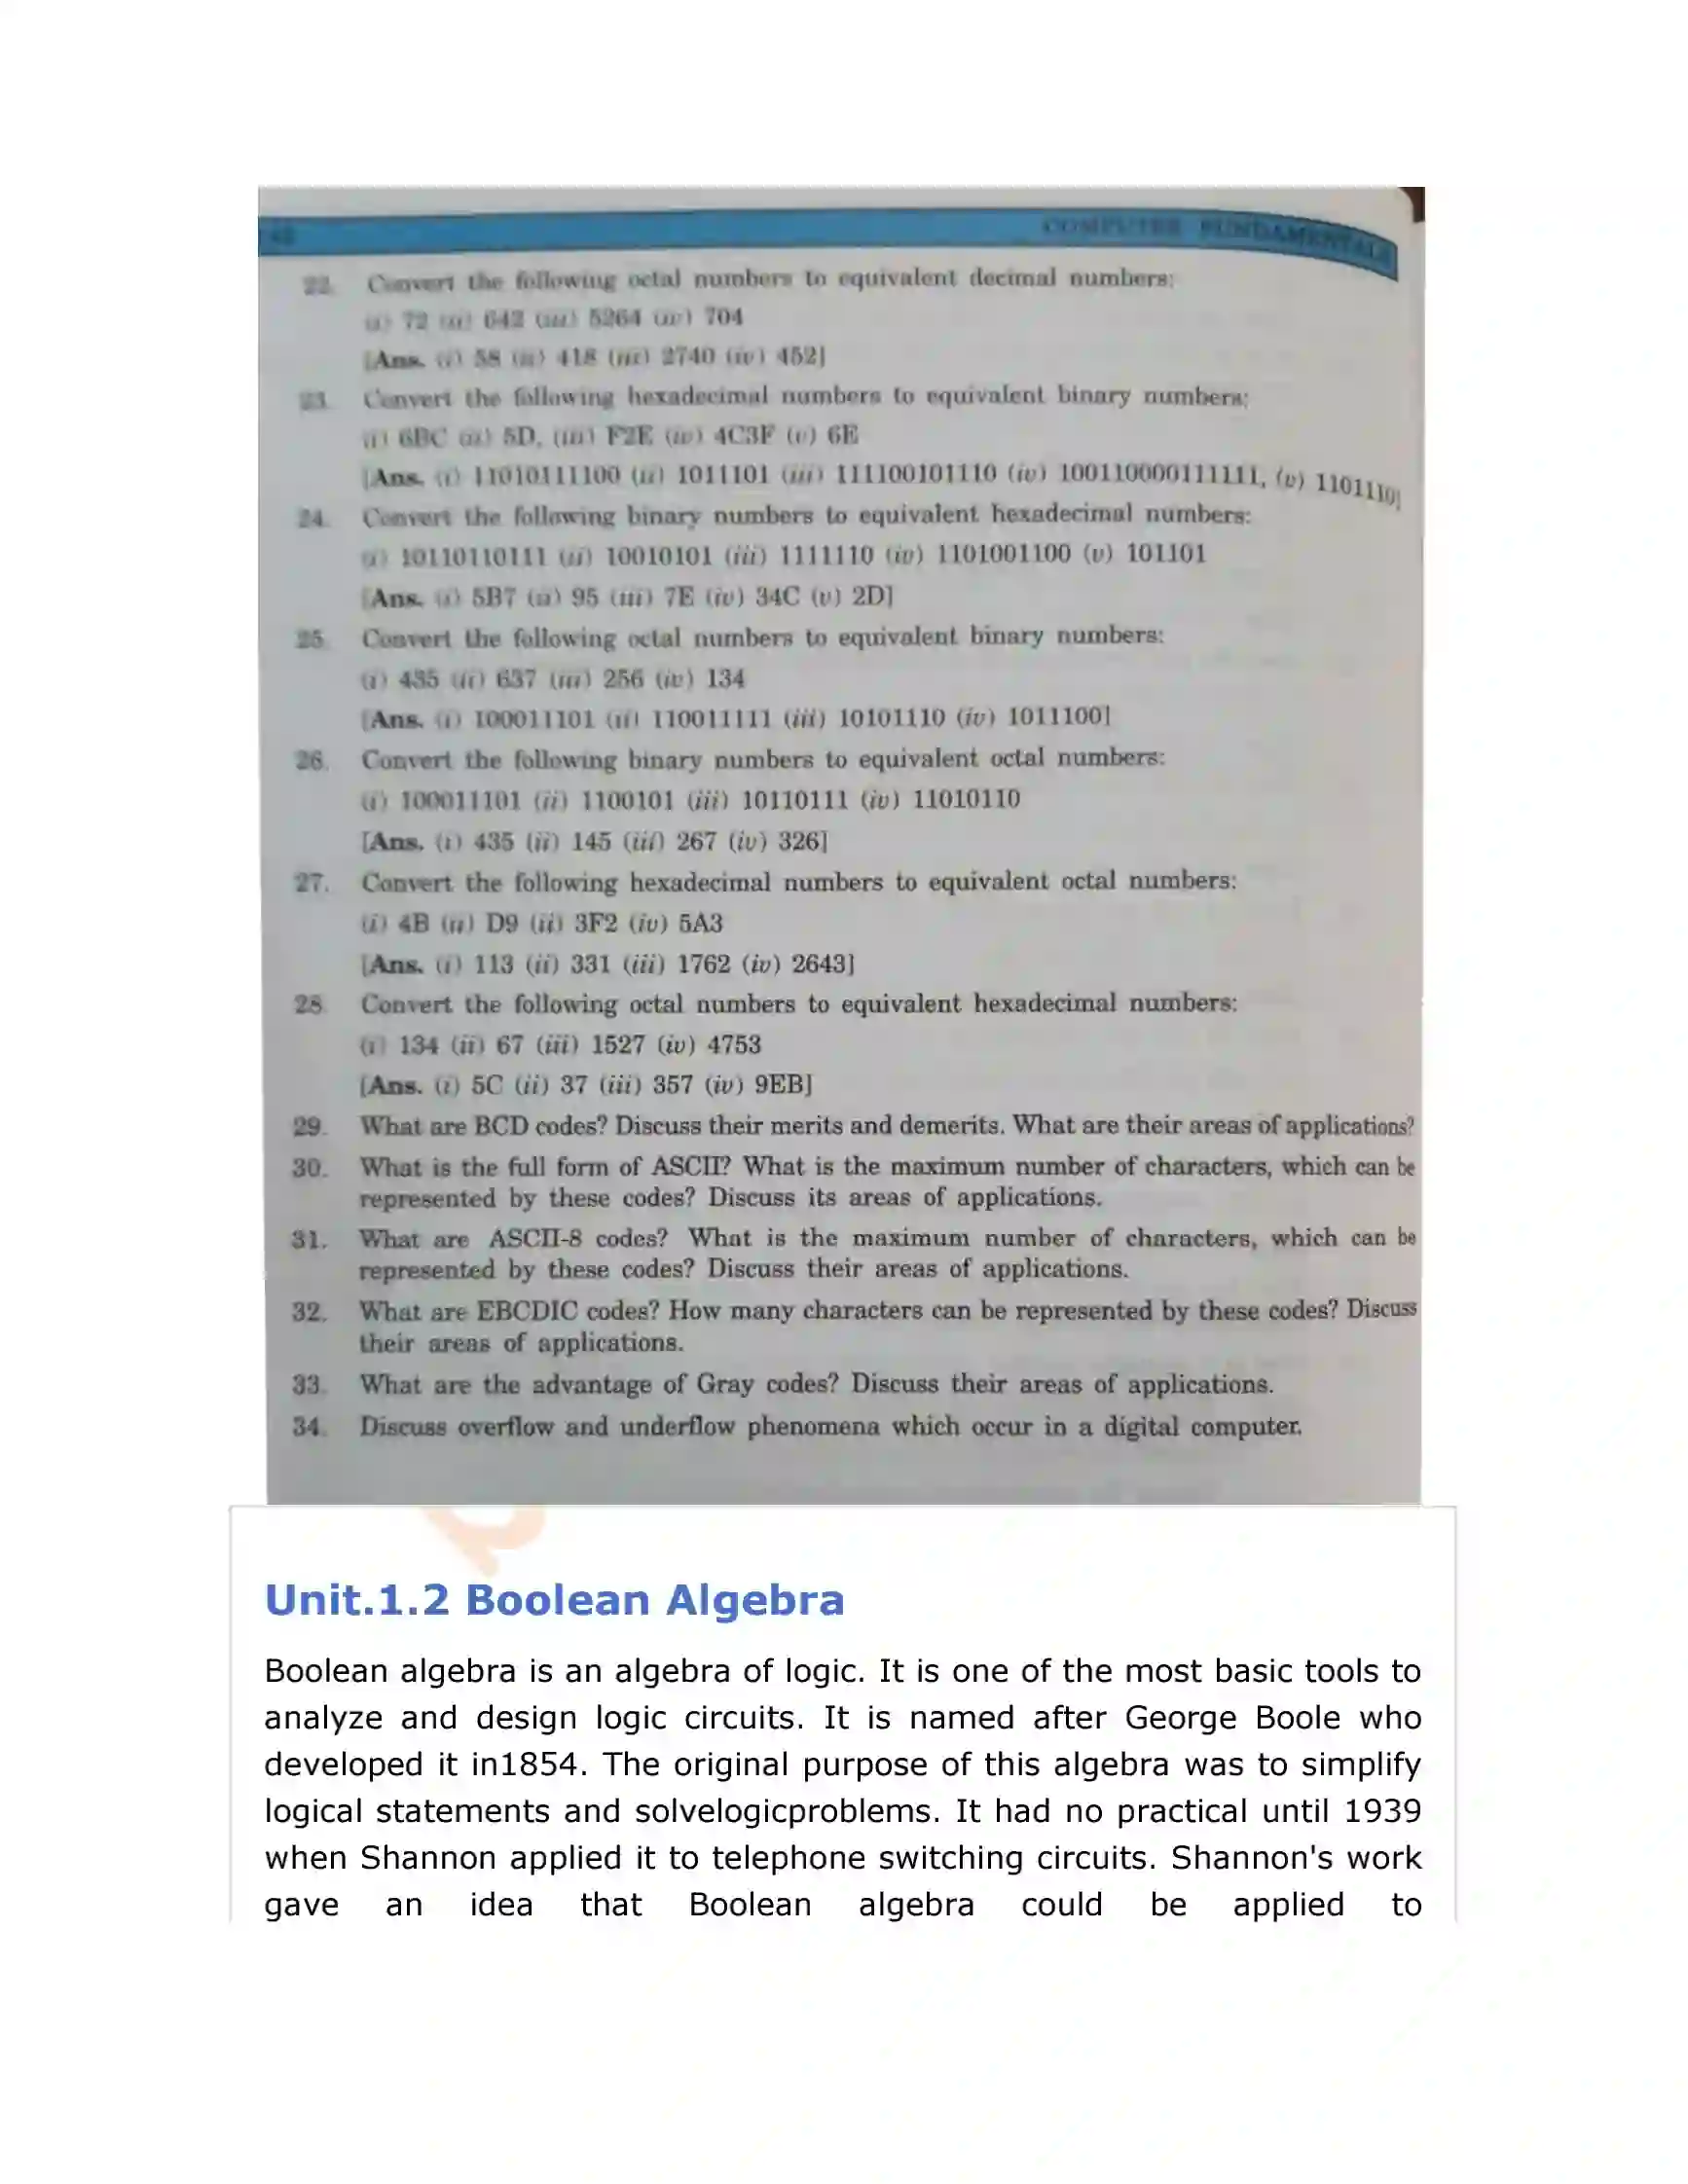 COMPUTER FUNDAMENTALS
22. Convert the following octal numbers to equivalent decimal numbers:
(i) 72 (ii) 642 (iii) 5264 (iv) 704
[Ans. (i) 58 (ii) 418 (iii) 2740 (iv) 452]
23. Convert the following hexadecimal numbers to equivalent binary numbers:
(i) 6BC (ii) 5D, (iii) F2E (iv) 4C3F (v) 6E
[Ans. (i) 11010111100 (ii) 1011101 (iii) 111100101110 (iv) 100110000111111, (v) 1101110]
24. Convert the following binary numbers to equivalent hexadecimal numbers:
(i) 10110110111 (ii) 10010101 (iii) 1111110 (iv) 1101001100 (v) 101101
[Ans. (i) 5B7 (ii) 95 (iii) 7E (iv) 34C (v) 2D]
25. Convert the following octal numbers to equivalent binary numbers:
(i) 435 (ii) 637 (iii) 256 (iv) 134
[Ans. (i) 100011101 (ii) 110011111 (iii) 10101110 (iv) 1011100]
26. Convert the following binary numbers to equivalent octal numbers:
(i) 100011101 (ii) 1100101 (iii) 10110111 (iv) 11010110
[Ans. (i) 435 (ii) 145 (iii) 267 (iv) 326]
27. Convert the following hexadecimal numbers to equivalent octal numbers:
(i) 4B (ii) D9 (ii) 3F2 (iv) 5A3
[Ans. (i) 113 (ii) 331 (iii) 1762 (iv) 2643]
28. Convert the following octal numbers to equivalent hexadecimal numbers:
(i) 134 (ii) 67 (iii) 1527 (iv) 4753
[Ans. (i) 5C (ii) 37 (iii) 357 (iv) 9EB]
29. What are BCD codes? Discuss their merits and demerits. What are their areas of applications?
30. What is the full form of ASCII? What is the maximum number of characters, which can be
represented by these codes? Discuss its areas of applications.
31. What are ASCII-8 codes? What is the maximum number of characters, which can be
represented by these codes? Discuss their areas of applications.
32. What are EBCDIC codes? How many characters can be represented by these codes? Discuss
their areas of applications.
33. What are the advantage of Gray codes? Discuss their areas of applications.
34. Discuss overflow and underflow phenomena which occur in a digital computer.
Unit.1.2 Boolean Algebra
Boolean algebra is an algebra of logic. It is one of the most basic tools to
analyze and design logic circuits. It is named after George Boole who
developed it in1854. The original purpose of this algebra was to simplify
logical statements and solvelogicproblems. It had no practical until 1939
when Shannon applied it to telephone switching circuits. Shannon's work
gave an idea that Boolean algebra could be applied to